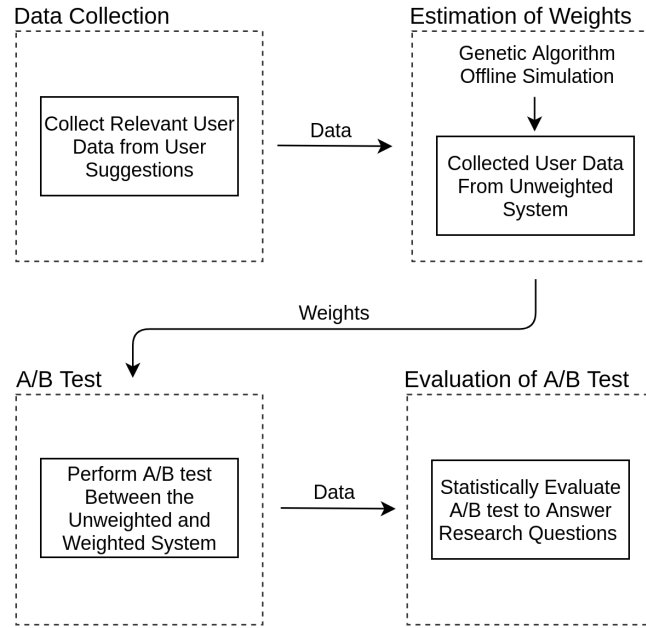 Data Collection
Estimation of Weights
Genetic Algorithm
Offline Simulation
Collect Relevant User
Data from User
Suggestions
Data
Collected User Data
From Unweighted
System
Weights
A/B Test
Evaluation of A/B Test
Perform A/B test
Between the
Unweighted and
Weighted System
Data
Statistically Evaluate
A/B test to Answer
Research Questions